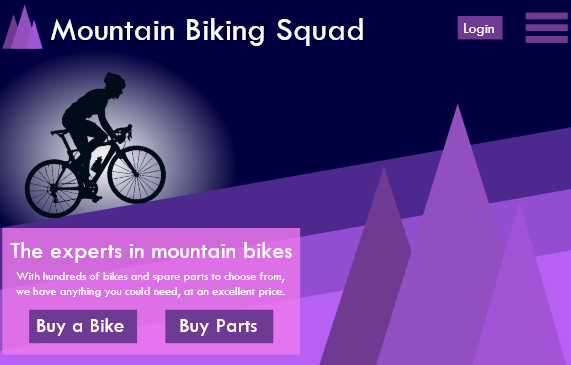 Mountain Biking Squad
Login
The experts in mountain bikes
With hundreds of bikes and spare parts to choose from,
we have anything you could need, at an excellent price.
Buy a Bike
Buy Parts